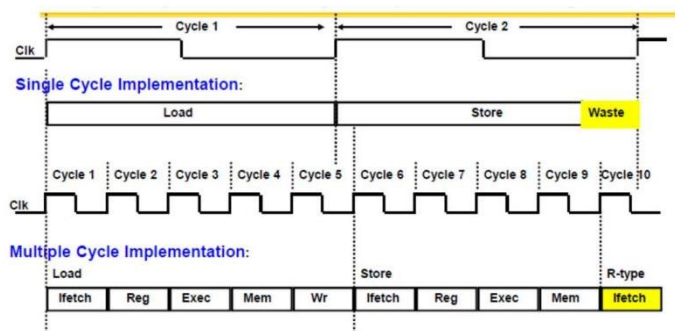 Cycle 1 Cycle 2
Clk
Single Cycle Implementation:
Load Store Waste
Cycle 1 Cycle 2 Cycle 3 Cycle 4 Cycle 5 Cycle 6 Cycle 7 Cycle 8 Cycle 9 Cycle 10
Clk
Multiple Cycle Implementation:
Load Store R-type
Ifetch Reg Exec Mem Wr Ifetch Reg Exec Mem Ifetch